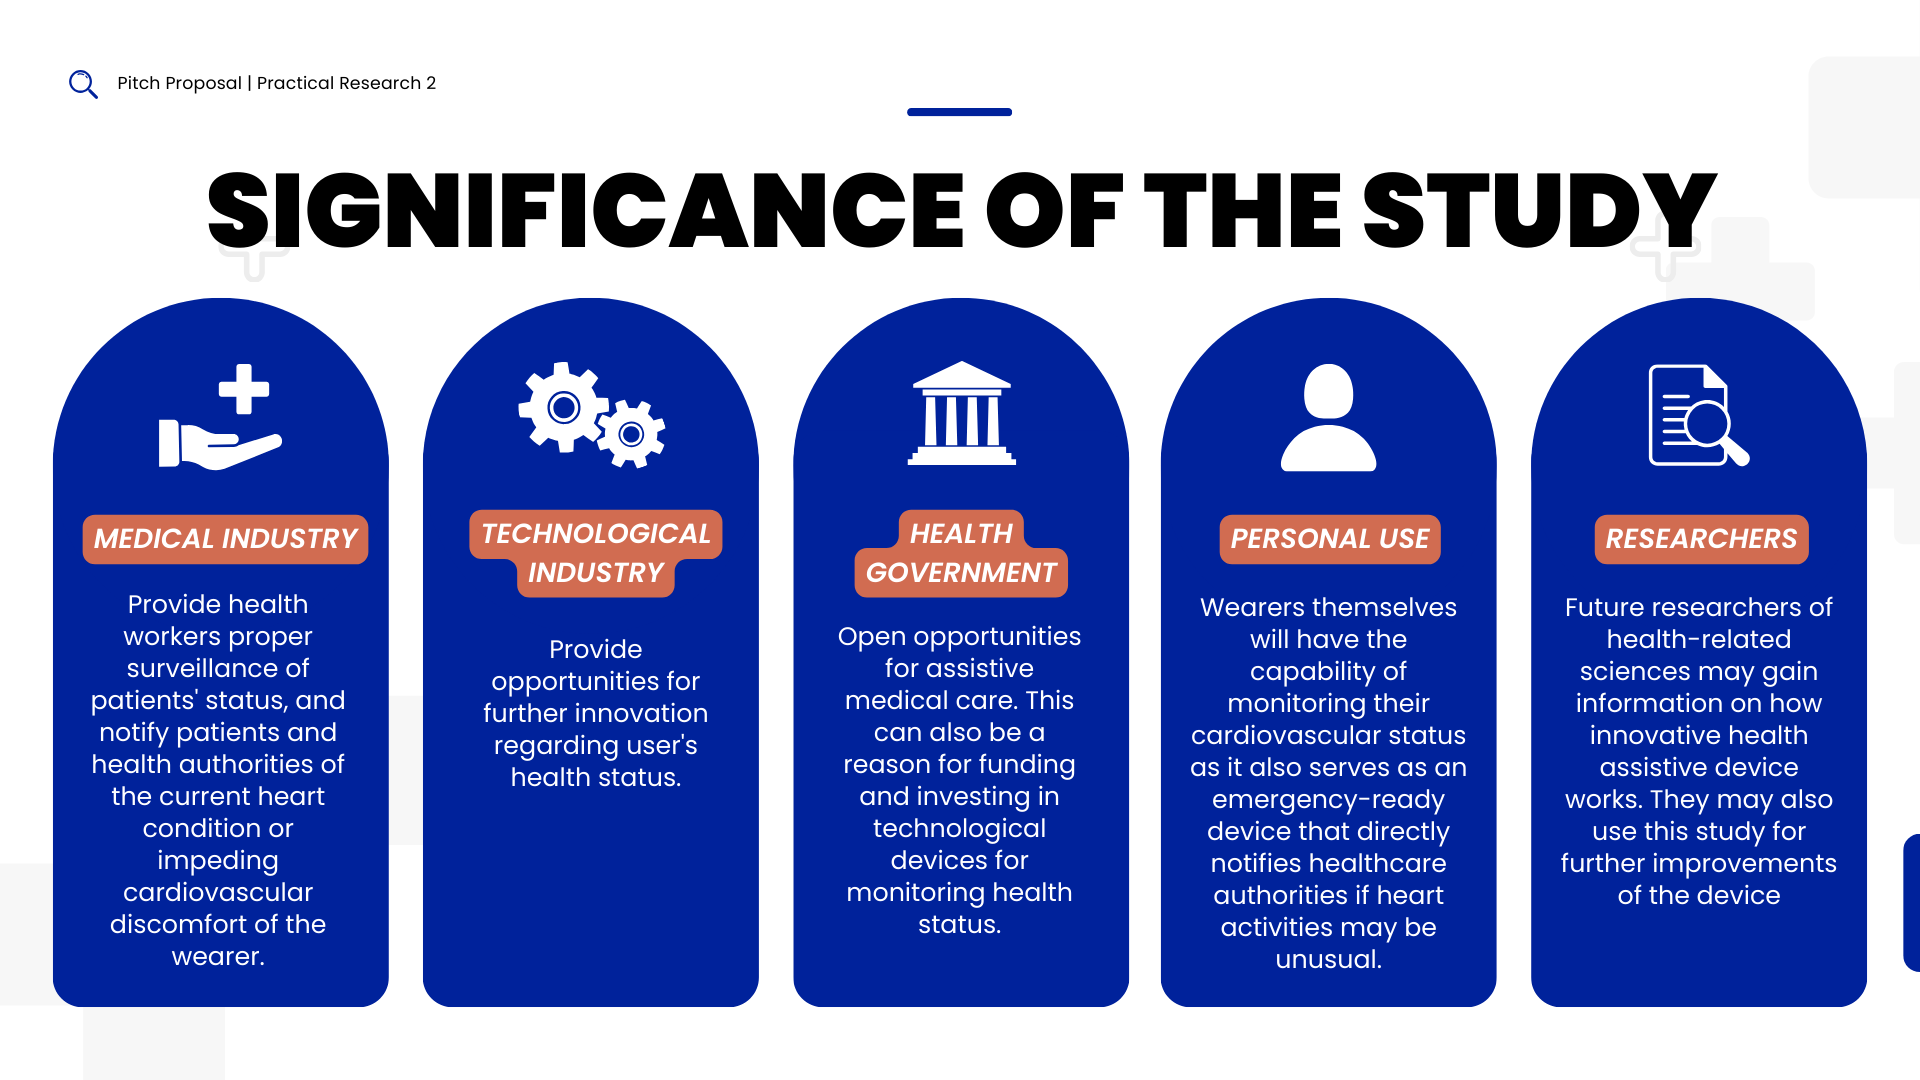 Pitch Proposal | Practical Research 2
SIGNIFICANCE OF THE STUDY
MEDICAL INDUSTRY
Provide health
workers proper
surveillance of
patients' status, and
notify patients and
health authorities of
the current heart
condition or
impeding
cardiovascular
discomfort of the
wearer.
TECHNOLOGICAL
INDUSTRY
Provide
opportunities for
further innovation
regarding user's
health status.
HEALTH
GOVERNMENT
Open opportunities
for assistive
medical care. This
can also be a
reason for funding
and investing in
technological
devices for
monitoring health
status.
PERSONAL USE
Wearers themselves
will have the
capability of
monitoring their
cardiovascular status
as it also serves as an
emergency-ready
device that directly
notifies healthcare
authorities if heart
activities may be
unusual.
RESEARCHERS
Future researchers of
health-related
sciences may gain
information on how
innovative health
assistive device
works. They may also
use this study for
further improvements
of the device